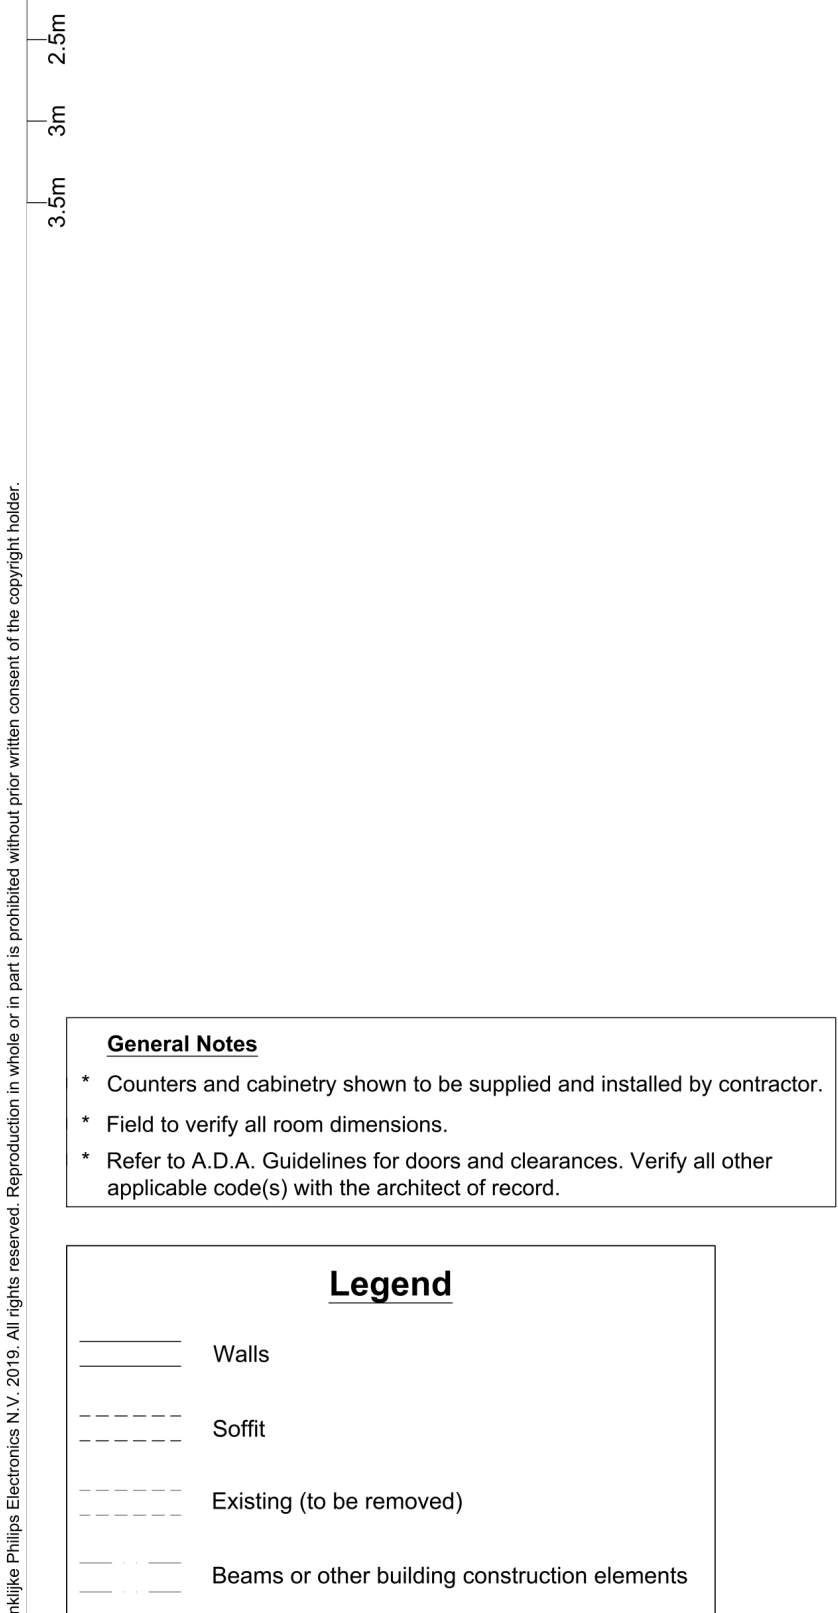 2.5m
3m
3.5m
Philips Electronics N.V. 2019. All rights reserved. Reproduction in whole or in part is prohibited without prior written consent of the copyright holder.
General Notes
* Counters and cabinetry shown to be supplied and installed by contractor.
* Field to verify all room dimensions.
* Refer to A.D.A. Guidelines for doors and clearances. Verify all other
applicable code(s) with the architect of record.
Legend
Walls
Soffit
Existing (to be removed)
Beams or other building construction elements